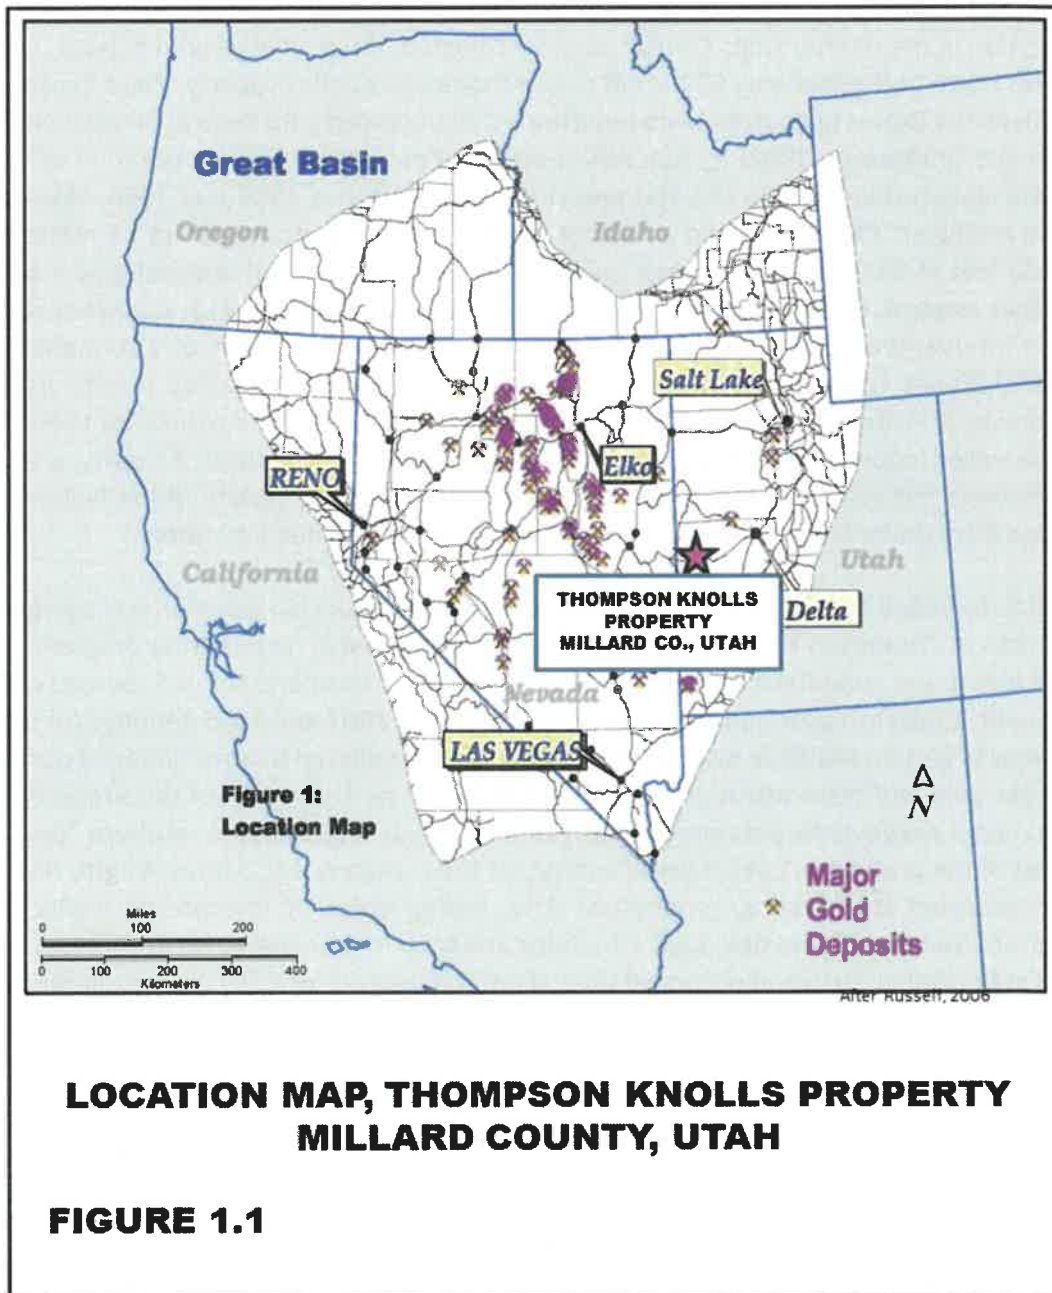 Great Basin
Oregon
Idaho
Salt Lake
RENO
Elko
California
Utah
THOMPSON KNOLLS
PROPERTY
MILLARD CO., UTAH
Delta
Nevada
LAS VEGAS
Figure 1:
Location Map
N
Major
Gold
Deposits
Miles
0 100 200
0 100 200 300 400
Kilometers
After Russell, 2006
LOCATION MAP, THOMPSON KNOLLS PROPERTY
MILLARD COUNTY, UTAH
FIGURE 1.1